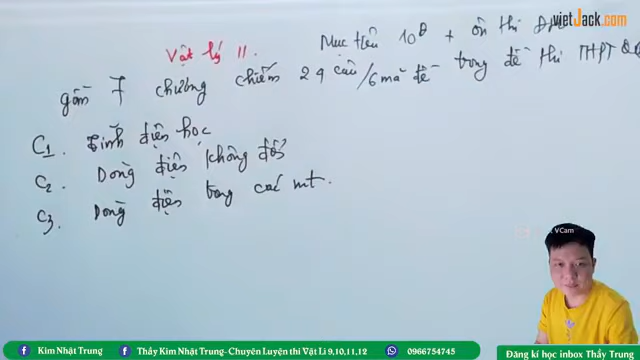 vietJack.com
Vật lý 11.
Mục tiêu 10đ + ôn thi
gồm 7 chương chiếm 24 câu/6 mã đề trong đề thi THPT
C1. Tĩnh điện học
C2. Dòng điện không đổi
C3. Dòng điện trong các mt.
VCam
Kim Nhật Trung
Thầy Kim Nhật Trung- Chuyên Luyện thi Vật Lí 9,10,11,12
0966754745
Đăng kí học inbox Thầy Trung